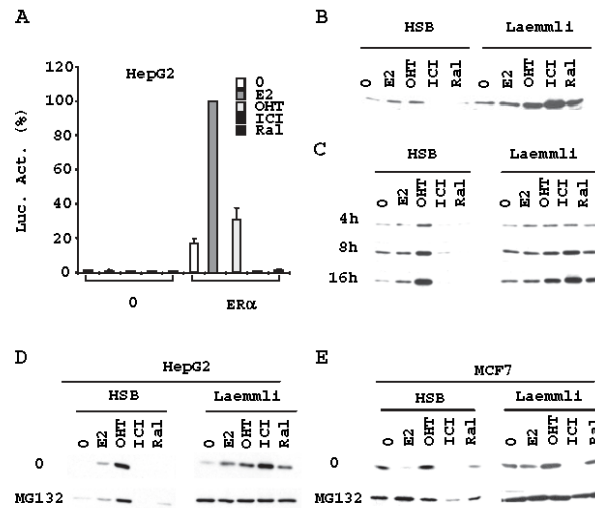 A
HepG2
Luc. Act. (%)
120
100
80
60
40
20
0
0
E2
OHT
ICI
Ral
0
ERα
B
HSB
Laemmli
0 E2 OHT ICI Ral
0 E2 OHT ICI Ral
C
HSB
Laemmli
0 E2 OHT ICI Ral
0 E2 OHT ICI Ral
4h
8h
16h
D
HepG2
HSB
Laemmli
0 E2 OHT ICI Ral
0 E2 OHT ICI Ral
0
MG132
E
MCF7
HSB
Laemmli
0 E2 OHT ICI Ral
0 E2 OHT ICI Ral
0
MG132